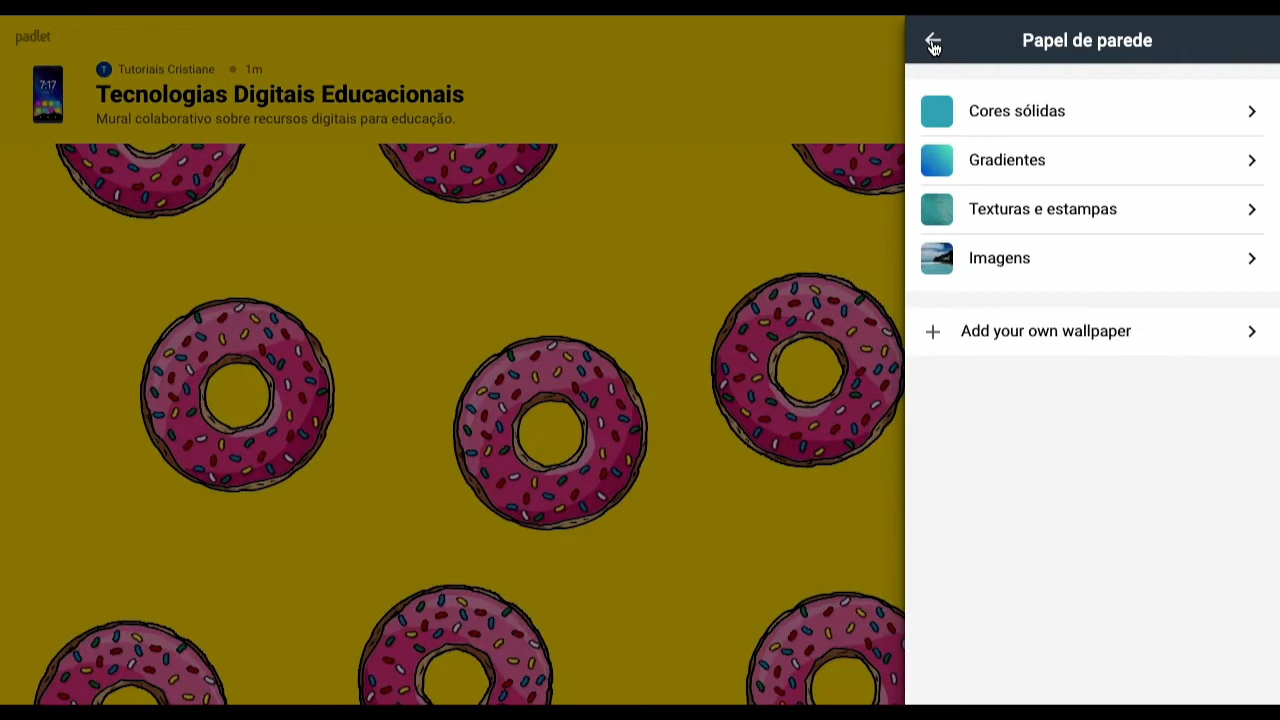 padlet
T Tutoriais Cristiane 1m
7:17
Tecnologias Digitais Educacionais
Mural colaborativo sobre recursos digitais para educação.
Papel de parede
Cores sólidas
Gradientes
Texturas e estampas
Imagens
Add your own wallpaper